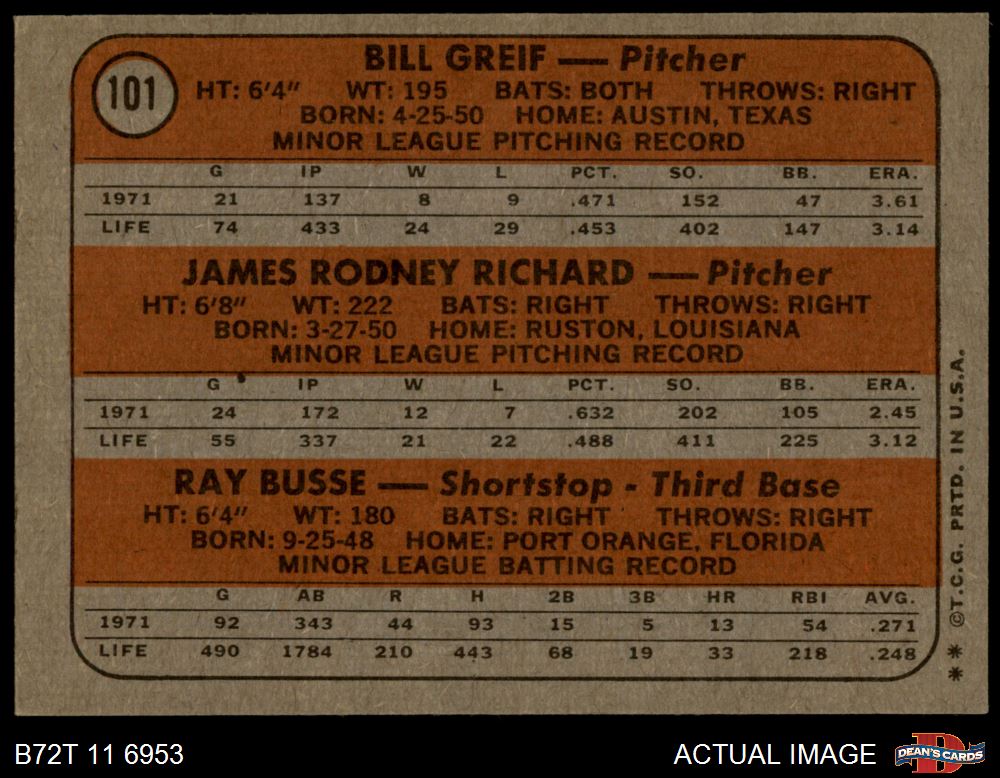 101
BILL GREIF — Pitcher
HT: 6'4" WT: 195 BATS: BOTH THROWS: RIGHT
BORN: 4-25-50 HOME: AUSTIN, TEXAS
MINOR LEAGUE PITCHING RECORD
G IP W L PCT. SO. BB. ERA.
1971 21 137 8 9 .471 152 47 3.61
LIFE 74 433 24 29 .453 402 147 3.14
JAMES RODNEY RICHARD — Pitcher
HT: 6'8" WT: 222 BATS: RIGHT THROWS: RIGHT
BORN: 3-27-50 HOME: RUSTON, LOUISIANA
MINOR LEAGUE PITCHING RECORD
G IP W L PCT. SO. BB. ERA.
1971 24 172 12 7 .632 202 105 2.45
LIFE 55 337 21 22 .488 411 225 3.12
RAY BUSSE — Shortstop - Third Base
HT: 6'4" WT: 180 BATS: RIGHT THROWS: RIGHT
BORN: 9-25-48 HOME: PORT ORANGE, FLORIDA
MINOR LEAGUE BATTING RECORD
G AB R H 2B 3B HR RBI AVG.
1971 92 343 44 93 15 5 13 54 .271
LIFE 490 1784 210 443 68 19 33 218 .248
** ©T.C.G. PRTD. IN U.S.A.
B72T 11 6953
ACTUAL IMAGE
D
DEAN'S CARDS